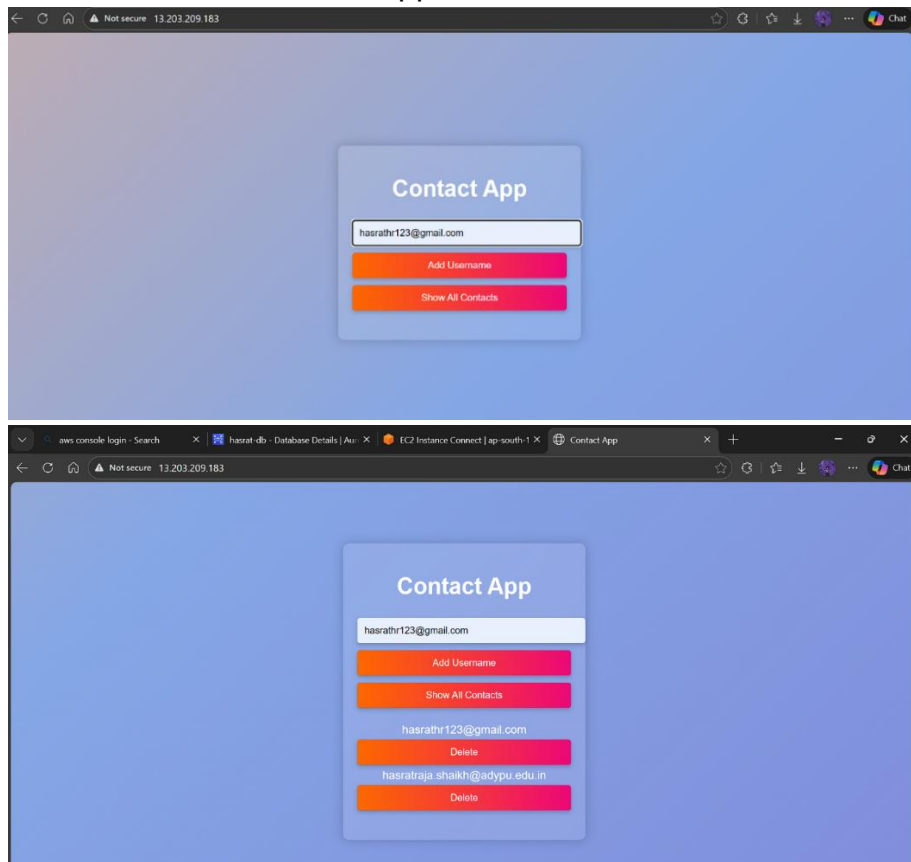 Not secure 13.203.209.183
Chat
Contact App
hasrathr123@gmail.com
Add Username
Show All Contacts
aws console login - Search
hasrat-db - Database Details | Aur
EC2 Instance Connect | ap-south-1
Contact App
Not secure 13.203.209.183
Chat
Contact App
hasrathr123@gmail.com
Add Username
Show All Contacts
hasrathr123@gmail.com
Delete
hasratraja.shaikh@adypu.edu.in
Delete